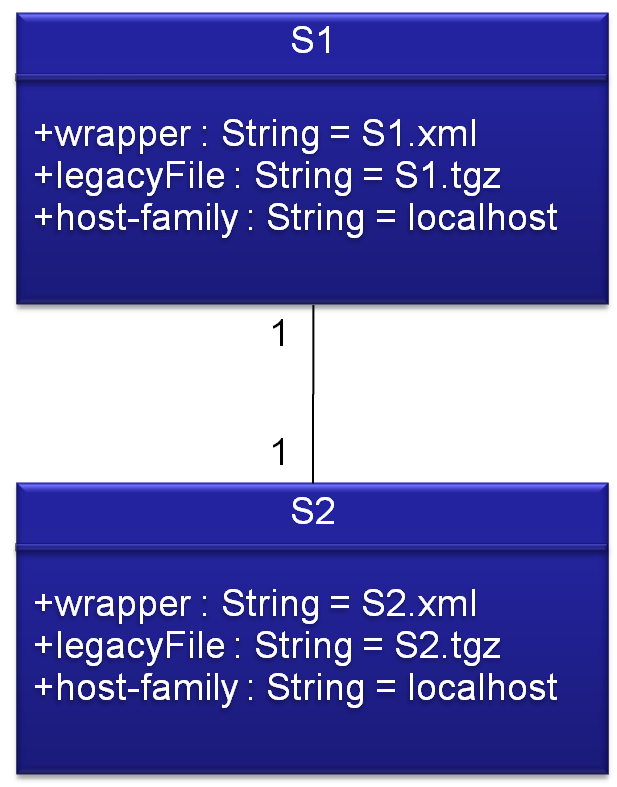 S1
+wrapper : String = S1.xml
+legacyFile : String = S1.tgz
+host-family : String = localhost
1
1
S2
+wrapper : String = S2.xml
+legacyFile : String = S2.tgz
+host-family : String = localhost